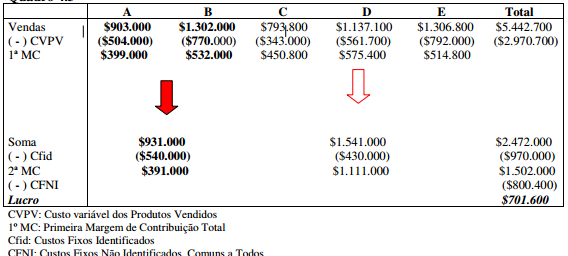 A B C D E Total
Vendas $903.000 $1.302.000 $793.800 $1.137.100 $1.306.800 $5.442.700
( - ) CVPV ($504.000) ($770.000) ($343.000) ($561.700) ($792.000) ($2.970.700)
1ª MC $399.000 $532.000 $450.800 $575.400 $514.800
Soma $931.000 $1.541.000 $2.472.000
( - ) Cfid ($540.000) ($430.000) ($970.000)
2ª MC $391.000 $1.111.000 $1.502.000
( - ) CFNI ($800.400)
Lucro $701.600
CVPV: Custo variável dos Produtos Vendidos
1º MC: Primeira Margem de Contribuição Total
Cfid: Custos Fixos Identificados
CFNI: Custos Fixos Não Identificados, Comuns a Todos